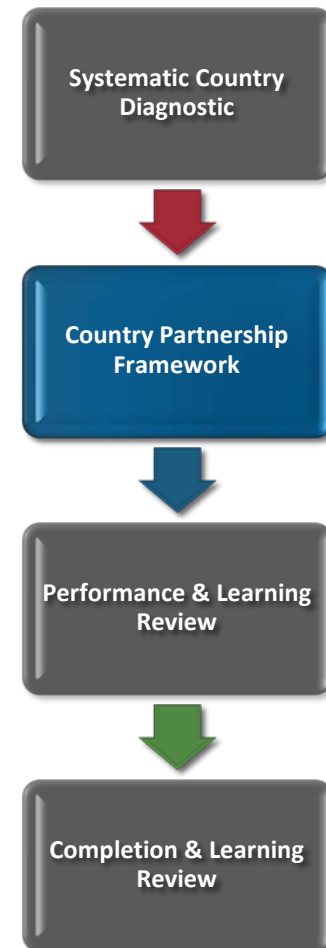 Systematic Country
Diagnostic
Country Partnership
Framework
Performance & Learning
Review
Completion & Learning
Review